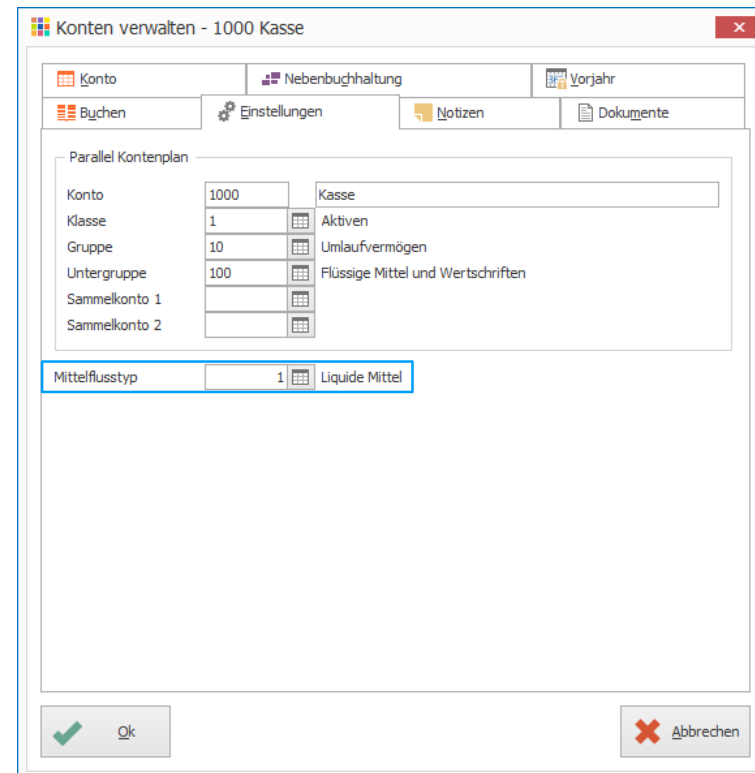 Konten verwalten - 1000 Kasse
Konto Nebenbuchhaltung Vorjahr
Buchen Einstellungen Notizen Dokumente
Parallel Kontenplan
Konto 1000 Kasse
Klasse 1 Aktiven
Gruppe 10 Umlaufvermögen
Untergruppe 100 Flüssige Mittel und Wertschriften
Sammelkonto 1
Sammelkonto 2
Mittelflusstyp 1 Liquide Mittel
Ok Abbrechen